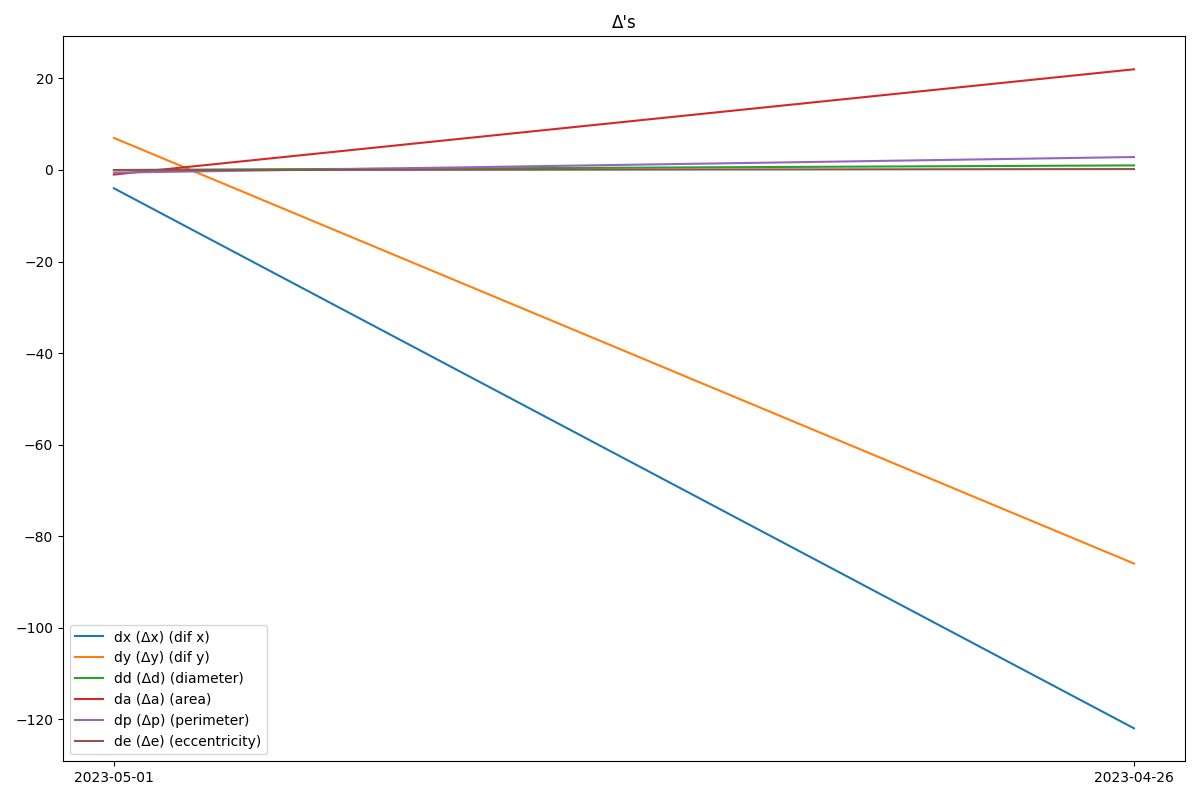 Δ's
20
0
−20
−40
−60
−80
−100
−120
dx (Δx) (dif x)
dy (Δy) (dif y)
dd (Δd) (diameter)
da (Δa) (area)
dp (Δp) (perimeter)
de (Δe) (eccentricity)
2023-05-01 2023-04-26